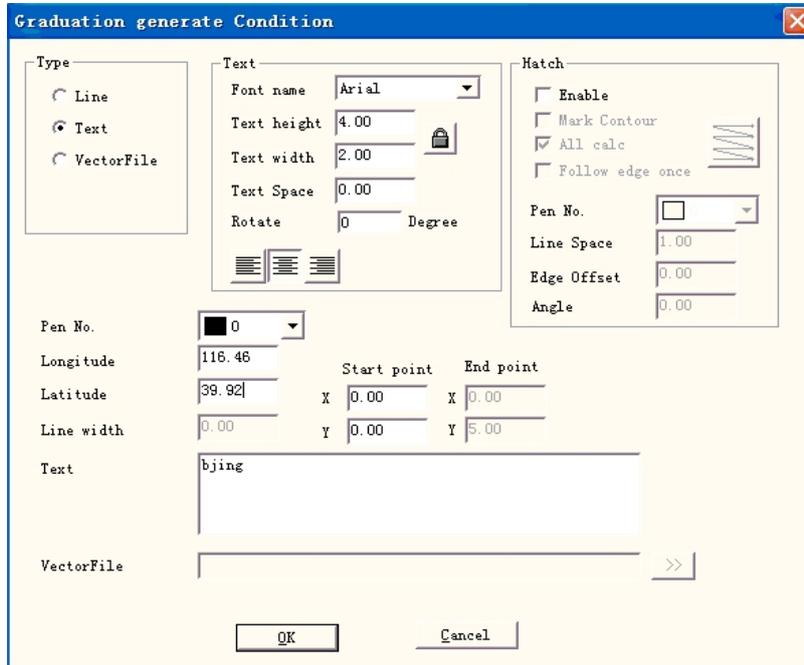 Graduation generate Condition
Type
Line
Text
VectorFile
Text
Font name Arial
Text height 4.00
Text width 2.00
Text Space 0.00
Rotate 0 Degree
Hatch
Enable
Mark Contour
All calc
Follow edge once
Pen No.
Line Space 1.00
Edge Offset 0.00
Angle 0.00
Pen No. 0
Longitude 116.46
Latitude 39.92
Line width 0.00
Start point End point
X 0.00 X 0.00
Y 0.00 Y 5.00
Text bjing
VectorFile >>
OK Cancel